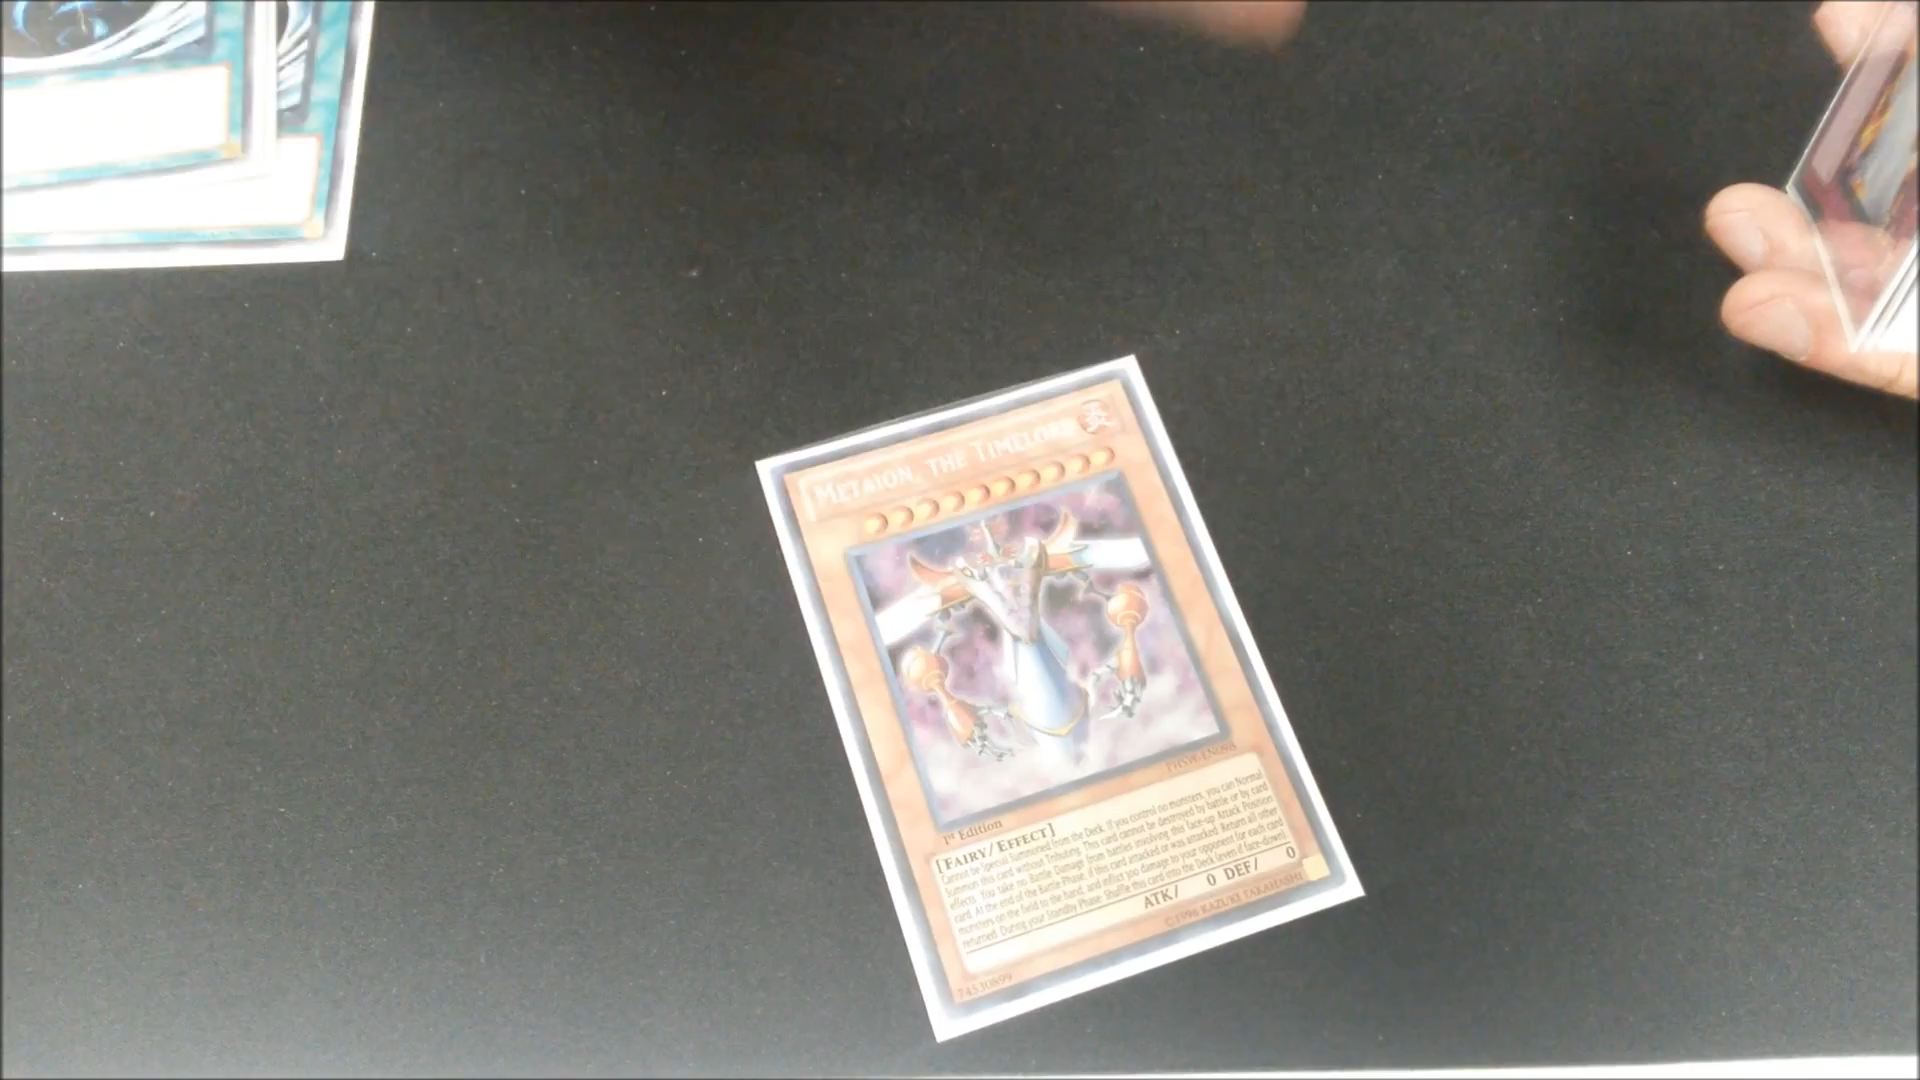 METAION, THE TIMELORD
炎
PHSW-EN096
1st Edition
[FAIRY/EFFECT]
Cannot be Special Summoned from the Deck. If you control no monsters, you can Normal
Summon this card without Tributing. This card cannot be destroyed by battle or by card
effects. You take no Battle Damage from battles involving this face-up Attack Position
card. At the end of the Battle Phase, if this card attacked or was attacked: Return all other
monsters on the field to the hand, and inflict 300 damage to your opponent for each card
returned. During your Standby Phase: Shuffle this card into the Deck (even if face-down).
ATK/ 0 DEF/ 0
74530899
©1996 KAZUKI TAKAHASHI